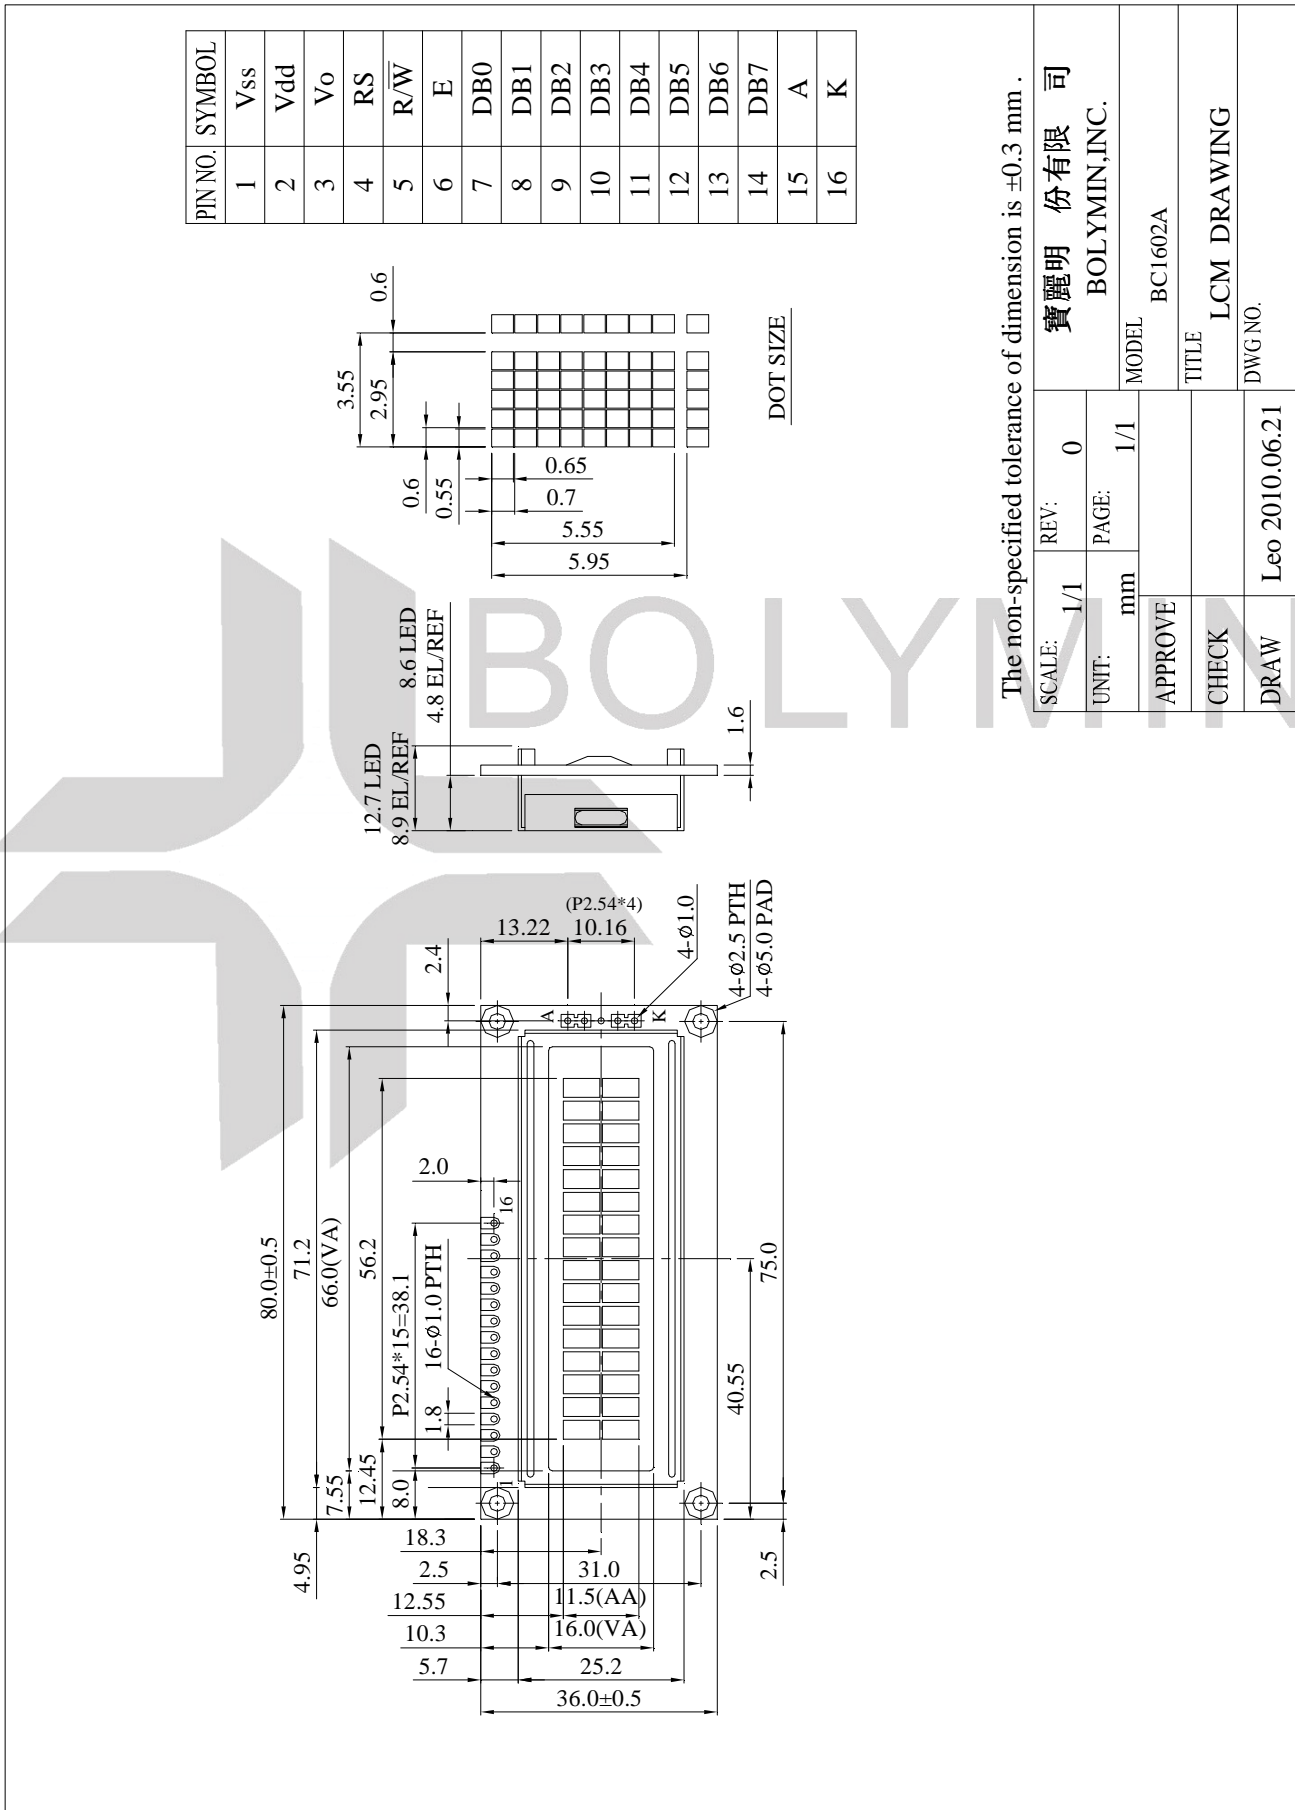 PIN NO. SYMBOL
1 Vss
2 Vdd
3 Vo
4 RS
5 R/W̅
6 E
7 DB0
8 DB1
9 DB2
10 DB3
11 DB4
12 DB5
13 DB6
14 DB7
15 A
16 K
0.6
3.55
2.95
0.6
0.55
0.65
0.7
5.55
5.95
DOT SIZE
8.6 LED
4.8 EL/REF
12.7 LED
8.9 EL/REF
1.6
BOLYMIN
80.0±0.5
71.2
66.0(VA)
56.2
P2.54*15=38.1
16-ø1.0 PTH
2.0
1.8
16
1
4.95
7.55
12.45
8.0
2.4
13.22
(P2.54*4)
10.16
A
K
4-ø1.0
4-ø2.5 PTH
4-ø5.0 PAD
75.0
40.55
2.5
18.3
2.5
31.0
12.55
11.5(AA)
10.3
16.0(VA)
5.7
25.2
36.0±0.5
The non-specified tolerance of dimension is ±0.3 mm .
SCALE: 1/1
REV: 0
寶麗明 份有限 司
BOLYMIN,INC.
UNIT: mm
PAGE: 1/1
MODEL
BC1602A
APPROVE
CHECK
TITLE
LCM DRAWING
DRAW Leo 2010.06.21
DWG NO.